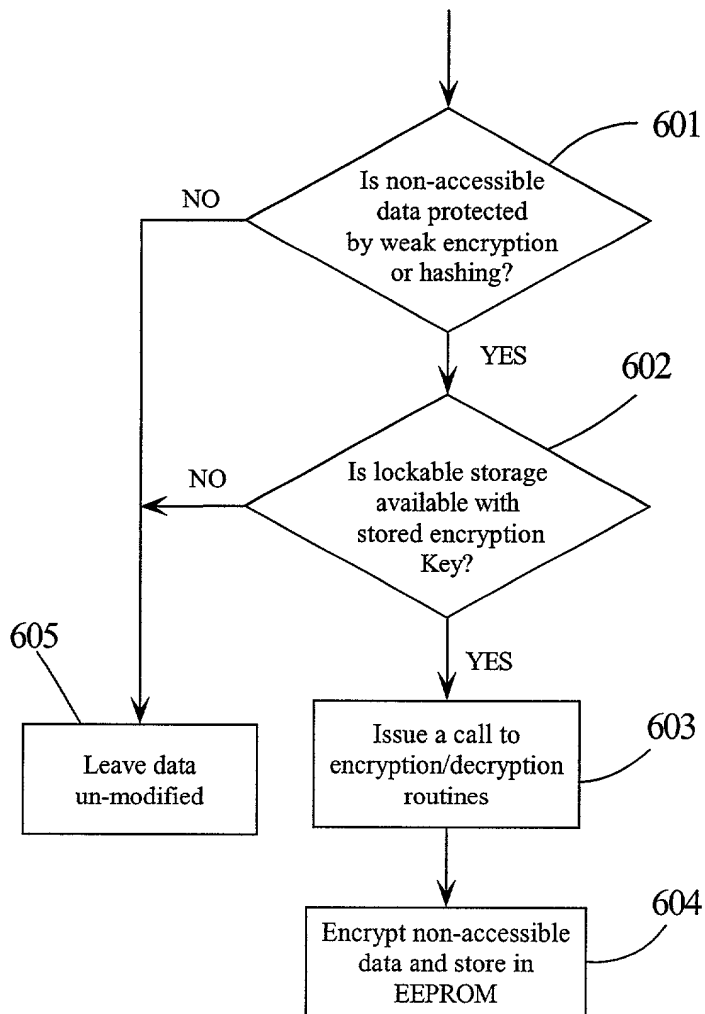 601
Is non-accessible
data protected
by weak encryption
or hashing?
NO
YES
602
Is lockable storage
available with
stored encryption
Key?
NO
YES
605
Leave data
un-modified
603
Issue a call to
encryption/decryption
routines
604
Encrypt non-accessible
data and store in
EEPROM